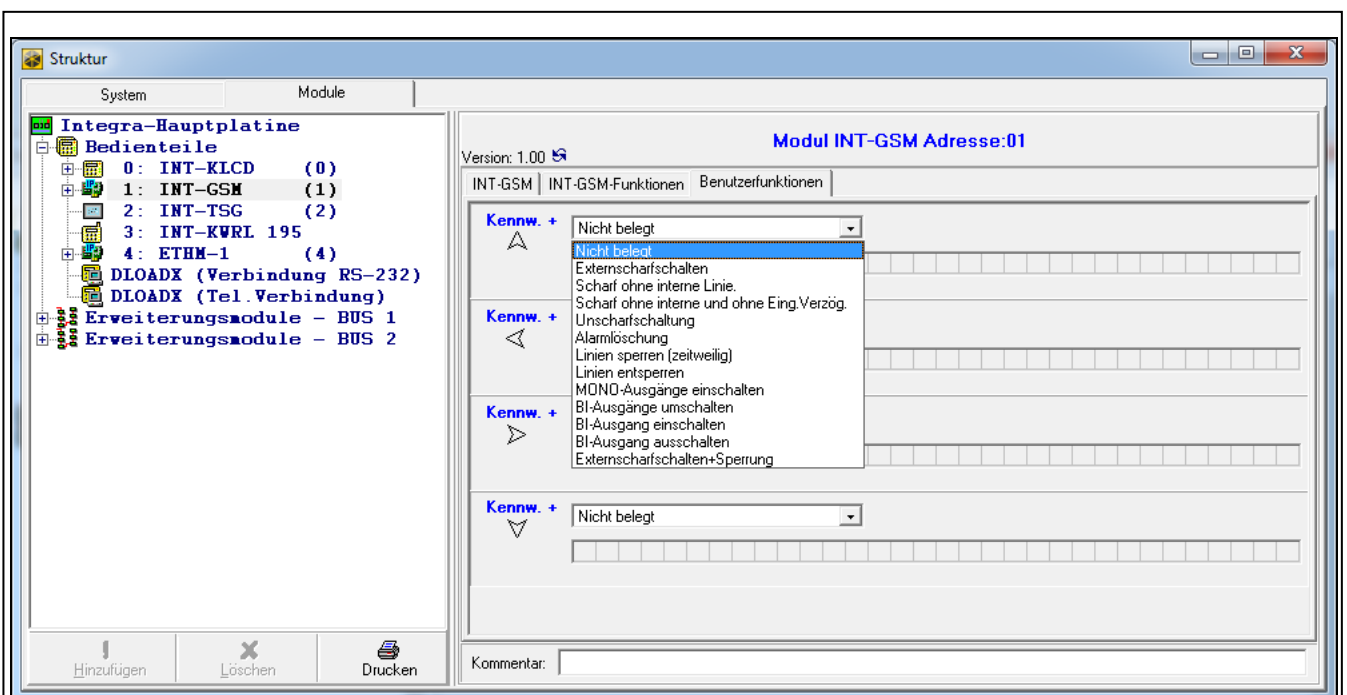 Struktur
System
Module
Integra-Hauptplatine
Bedienteile
0: INT-KLCD (0)
1: INT-GSM (1)
2: INT-TSG (2)
3: INT-KWRL 195
4: ETHM-1 (4)
DLOADX (Verbindung RS-232)
DLOADX (Tel.Verbindung)
Erweiterungsmodule - BUS 1
Erweiterungsmodule - BUS 2
Hinzufügen
Löschen
Drucken
Modul INT-GSM Adresse:01
Version: 1.00
INT-GSM
INT-GSM-Funktionen
Benutzerfunktionen
Kennw. +
Nicht belegt
Nicht belegt
Externscharfschalten
Scharf ohne interne Linie.
Scharf ohne interne und ohne Eing.Verzög.
Kennw. +
Unscharfschaltung
Alarmlöschung
Linien sperren (zeitweilig)
Linien entsperren
MONO-Ausgänge einschalten
Kennw. +
BI-Ausgänge umschalten
BI-Ausgang einschalten
BI-Ausgang ausschalten
Externscharfschalten+Sperrung
Kennw. +
Nicht belegt
Kommentar: